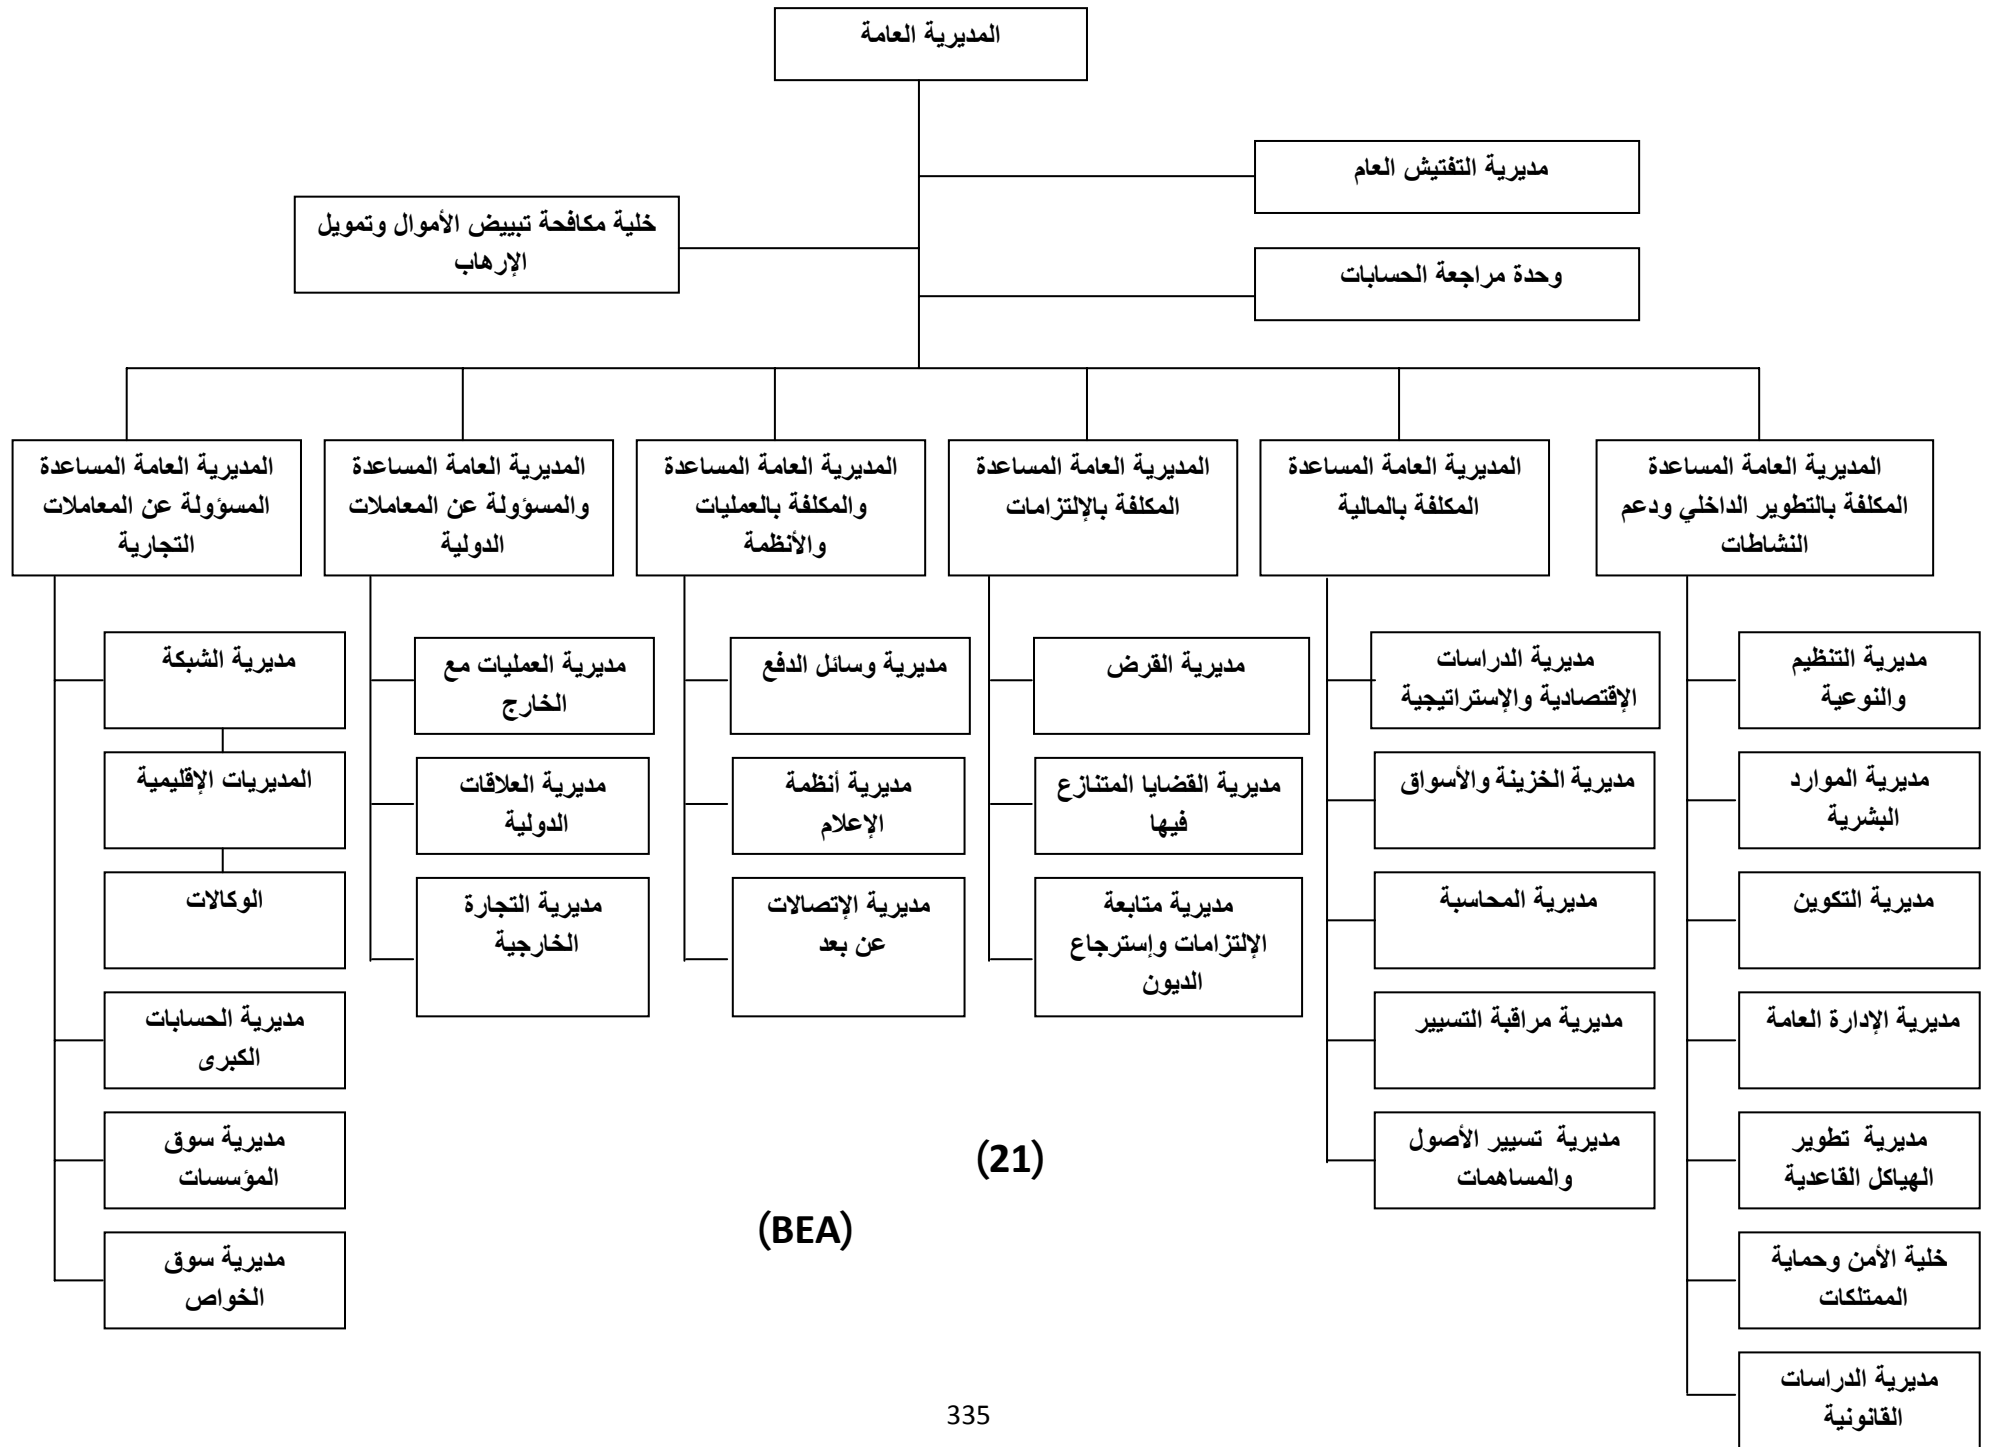 المديرية العامة
مديرية التفتيش العام
خلية مكافحة تبييض الأموال وتمويل
الإرهاب
وحدة مراجعة الحسابات
المديرية العامة المساعدة
المكلفة بالتطوير الداخلي ودعم
النشاطات
المديرية العامة المساعدة
المكلفة بالمالية
المديرية العامة المساعدة
المكلفة بالإلتزامات
المديرية العامة المساعدة
والمكلفة بالعمليات
والأنظمة
المديرية العامة المساعدة
والمسؤولة عن المعاملات
الدولية
المديرية العامة المساعدة
المسؤولة عن المعاملات
التجارية
مديرية التنظيم
والنوعية
مديرية الموارد
البشرية
مديرية التكوين
مديرية الإدارة العامة
مديرية تطوير
الهياكل القاعدية
خلية الأمن وحماية
الممتلكات
مديرية الدراسات
القانونية
مديرية الدراسات
الإقتصادية والإستراتيجية
مديرية الخزينة والأسواق
مديرية المحاسبة
مديرية مراقبة التسيير
مديرية تسيير الأصول
والمساهمات
مديرية القرض
مديرية القضايا المتنازع
فيها
مديرية متابعة
الإلتزامات وإسترجاع
الديون
مديرية وسائل الدفع
مديرية أنظمة
الإعلام
مديرية الإتصالات
عن بعد
مديرية العمليات مع
الخارج
مديرية العلاقات
الدولية
مديرية التجارة
الخارجية
مديرية الشبكة
المديريات الإقليمية
الوكالات
مديرية الحسابات
الكبرى
مديرية سوق
المؤسسات
مديرية سوق
الخواص
(21)
(BEA)
335